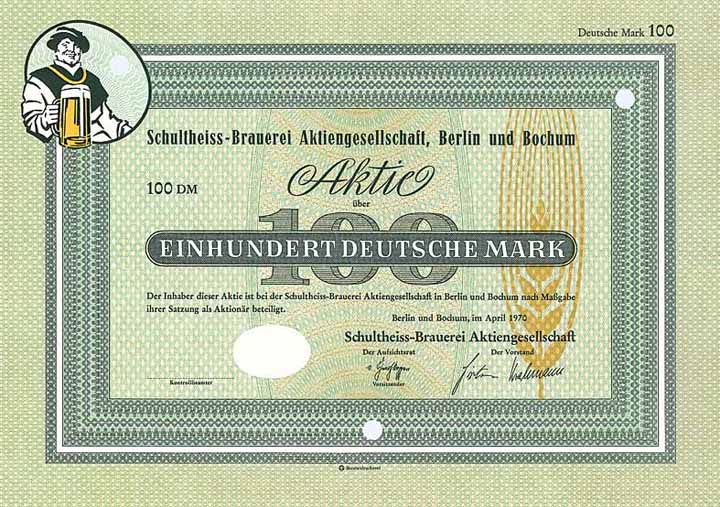 Deutsche Mark 100
Schultheiss-Brauerei Aktiengesellschaft, Berlin und Bochum
Aktie
100 DM
über
100
EINHUNDERT DEUTSCHE MARK
Der Inhaber dieser Aktie ist bei der Schultheiss-Brauerei Aktiengesellschaft in Berlin und Bochum nach Maßgabe
ihrer Satzung als Aktionär beteiligt.
Berlin und Bochum, im April 1970
Schultheiss-Brauerei Aktiengesellschaft
Der Aufsichtsrat Der Vorstand
Vorsitzender
Kontrollbeamter
Bundesdruckerei